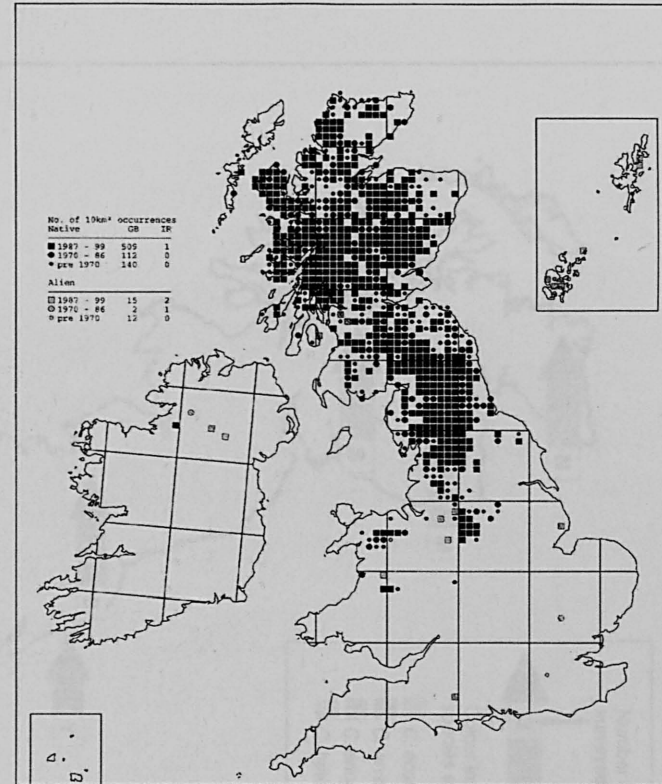 No. of 10km² occurrences
Native GB IR
1987 - 99 509 1
1970 - 86 112 0
pre 1970 140 0
Alien
1987 - 99 15 2
1970 - 86 2 1
pre 1970 12 0